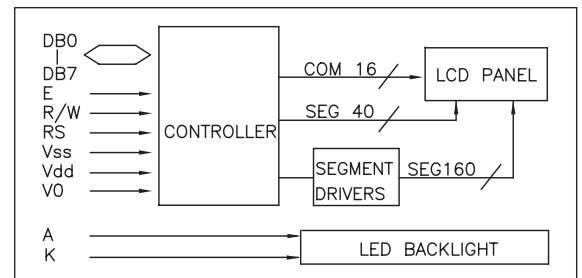 DB0
DB7
E
R/W
RS
Vss
Vdd
V0
CONTROLLER
COM 16
SEG 40
LCD PANEL
SEGMENT
DRIVERS
SEG160
A
K
LED BACKLIGHT